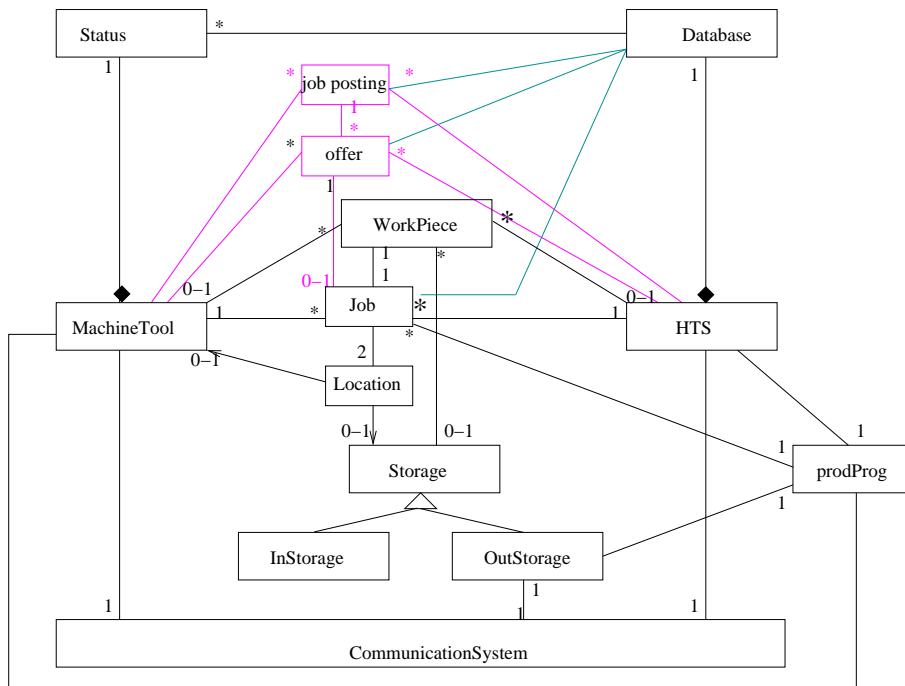 Status * Database
1 1
* job posting *
1
*
* offer *
1
WorkPiece *
* 1 *
1
0–1 0–1 0–1
MachineTool 1 * Job * 1 HTS
*
0–1 2
Location
0–1 0–1 1 1
Storage prodProg
1
InStorage OutStorage
1
1 1 1
CommunicationSystem